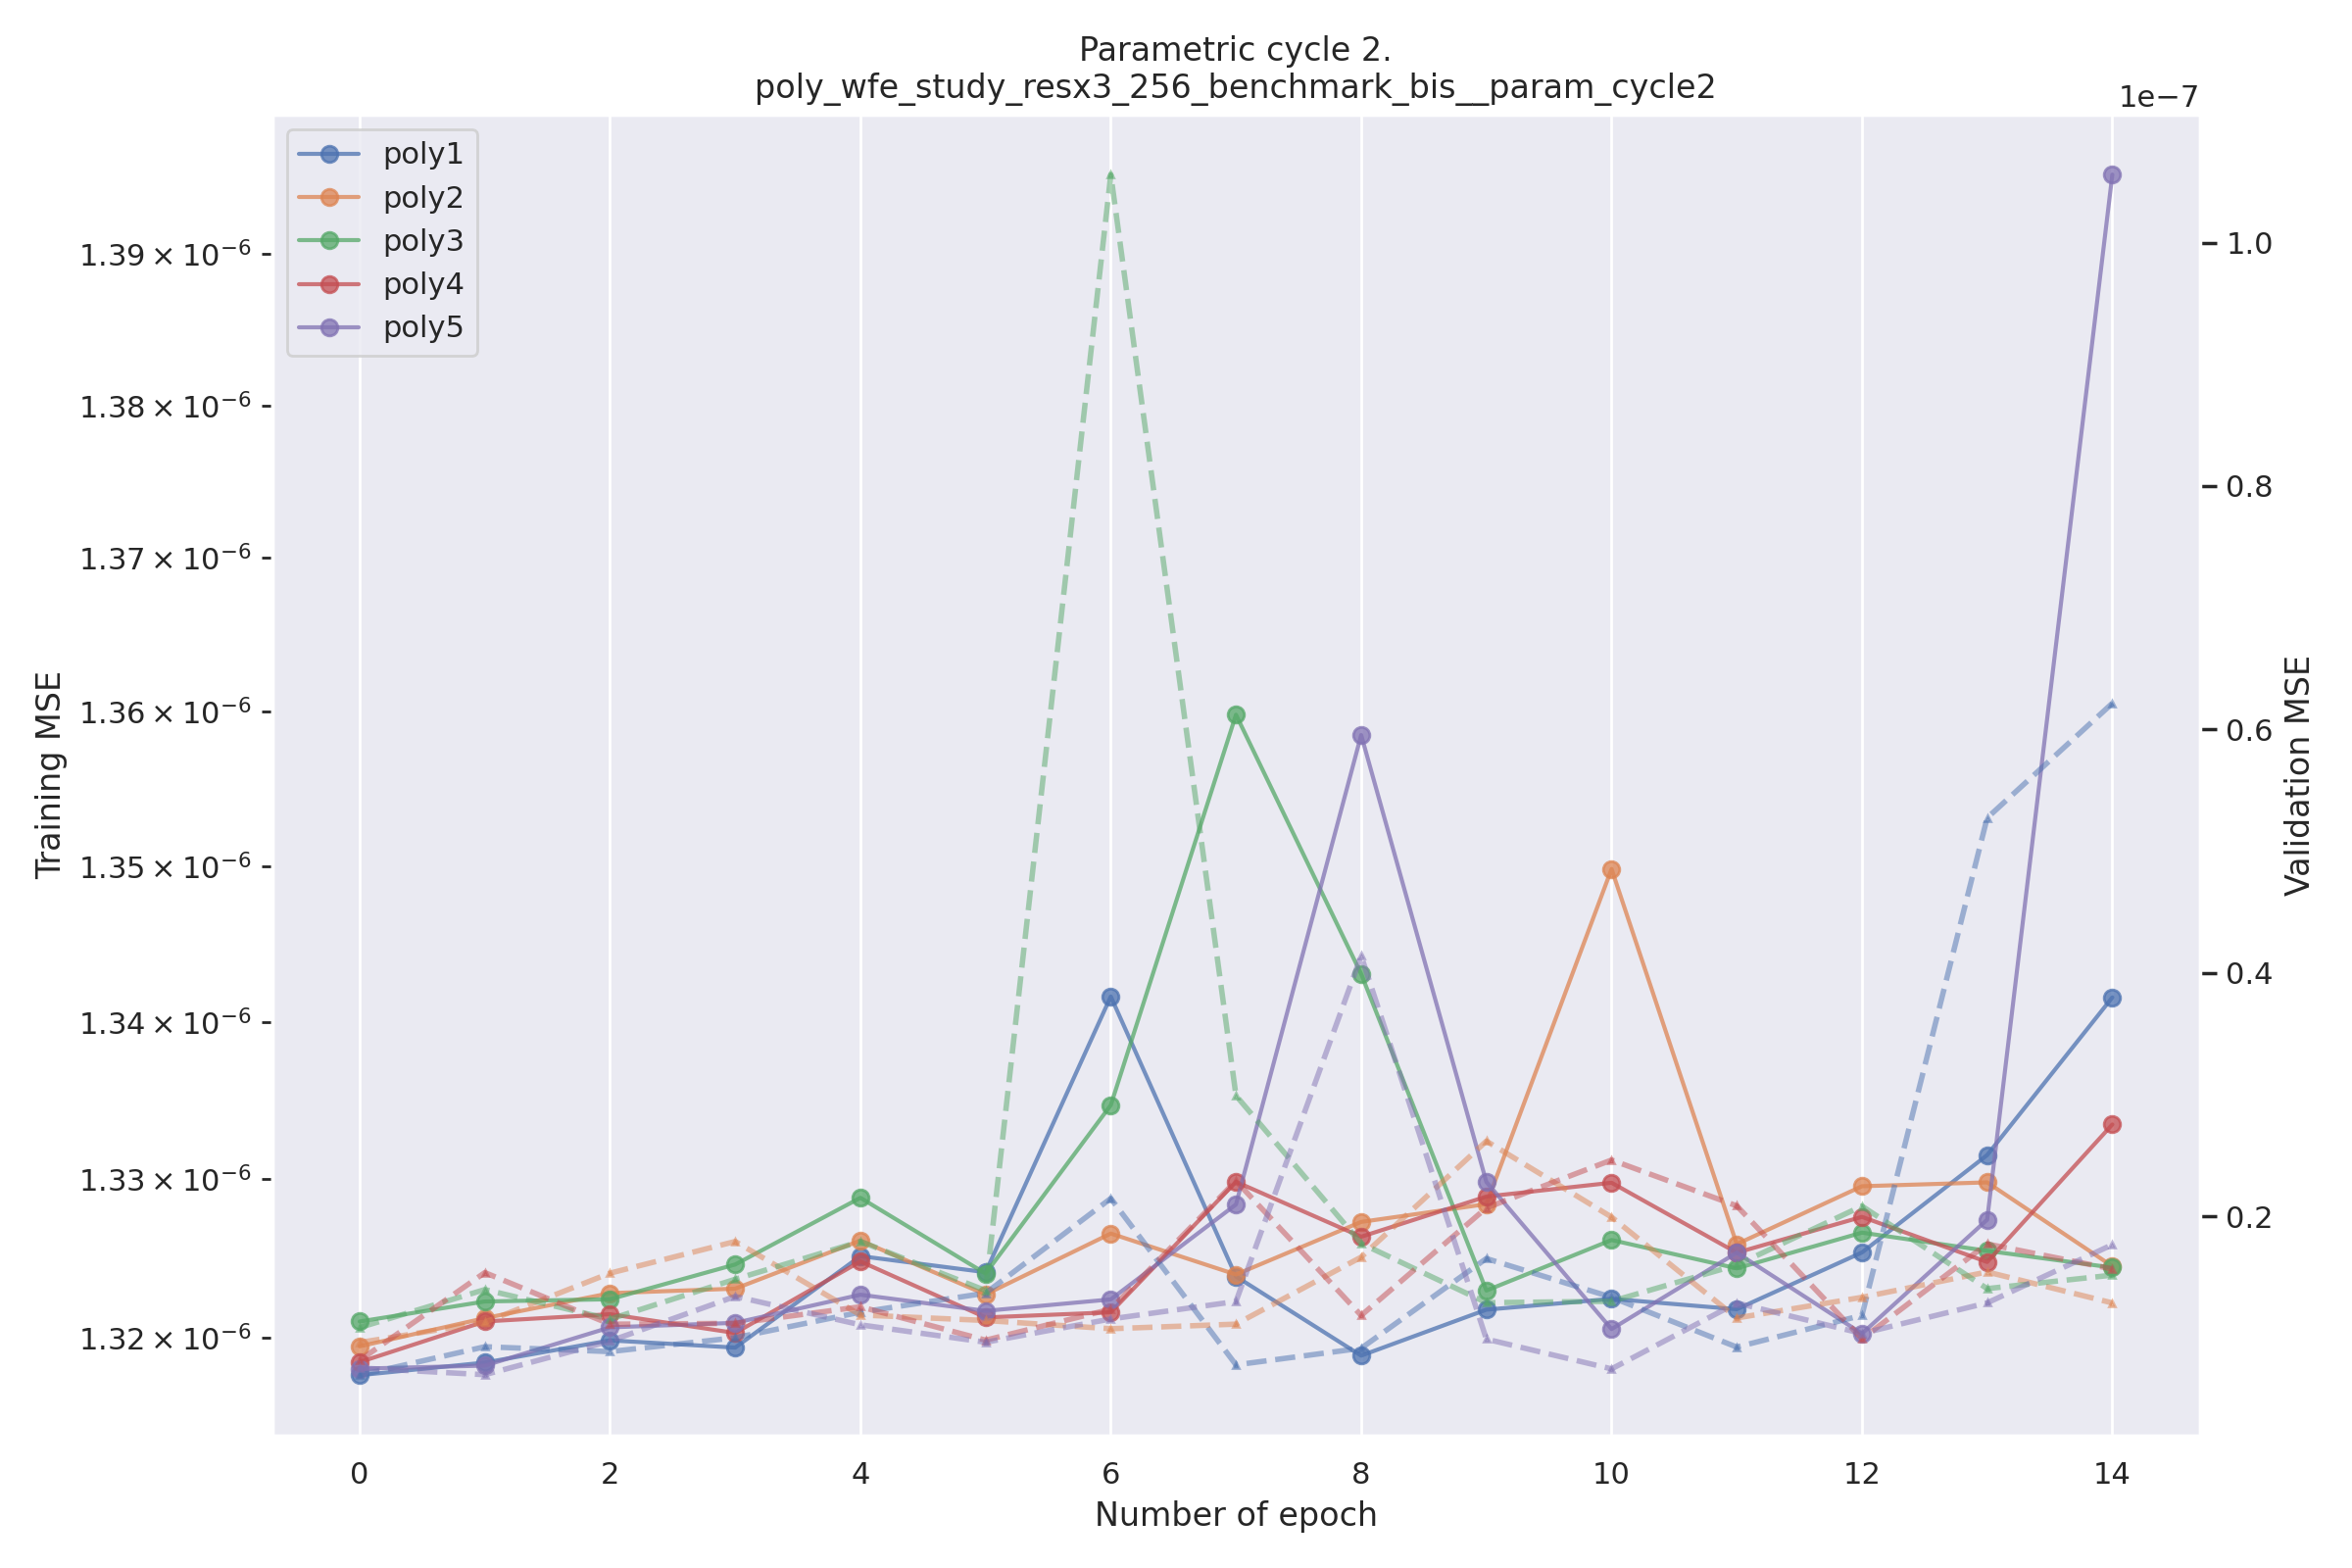 Parametric cycle 2.
poly_wfe_study_resx3_256_benchmark_bis__param_cycle2
1e−7
poly1
poly2
poly3
poly4
poly5
1.39 × 10⁻⁶
1.38 × 10⁻⁶
1.37 × 10⁻⁶
1.36 × 10⁻⁶
1.35 × 10⁻⁶
1.34 × 10⁻⁶
1.33 × 10⁻⁶
1.32 × 10⁻⁶
Training MSE
1.0
0.8
0.6
0.4
0.2
Validation MSE
0 2 4 6 8 10 12 14
Number of epoch